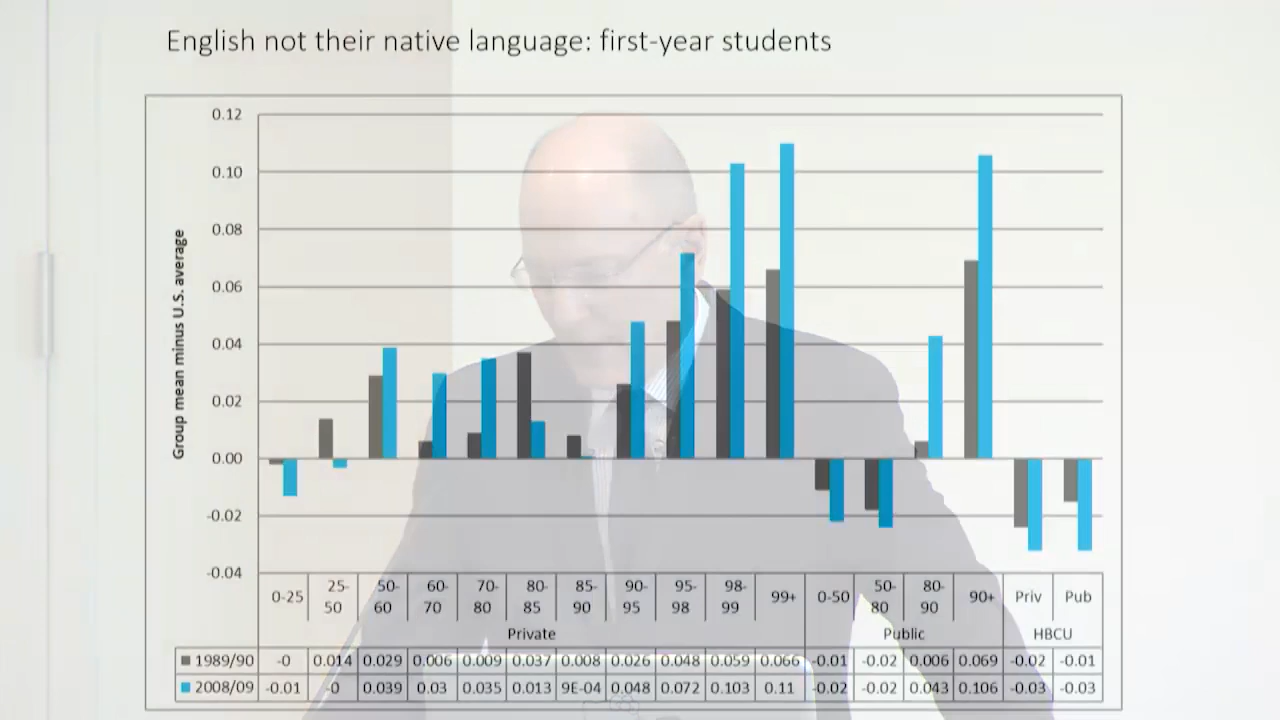 English not their native language: first-year students
0.12
0.10
0.08
0.06
0.04
0.02
0.00
-0.02
-0.04
Group mean minus U.S. average
0-25 25-50 50-60 60-70 70-80 80-85 85-90 90-95 95-98 98-99 99+ 0-50 50-80 80-90 90+ Priv Pub
Private Public HBCU
1989/90 -0 0.014 0.029 0.006 0.009 0.037 0.008 0.026 0.048 0.059 0.066 -0.01 -0.02 0.006 0.069 -0.02 -0.01
2008/09 -0.01 -0 0.039 0.03 0.035 0.013 9E-04 0.048 0.072 0.103 0.11 -0.02 -0.02 0.043 0.106 -0.03 -0.03